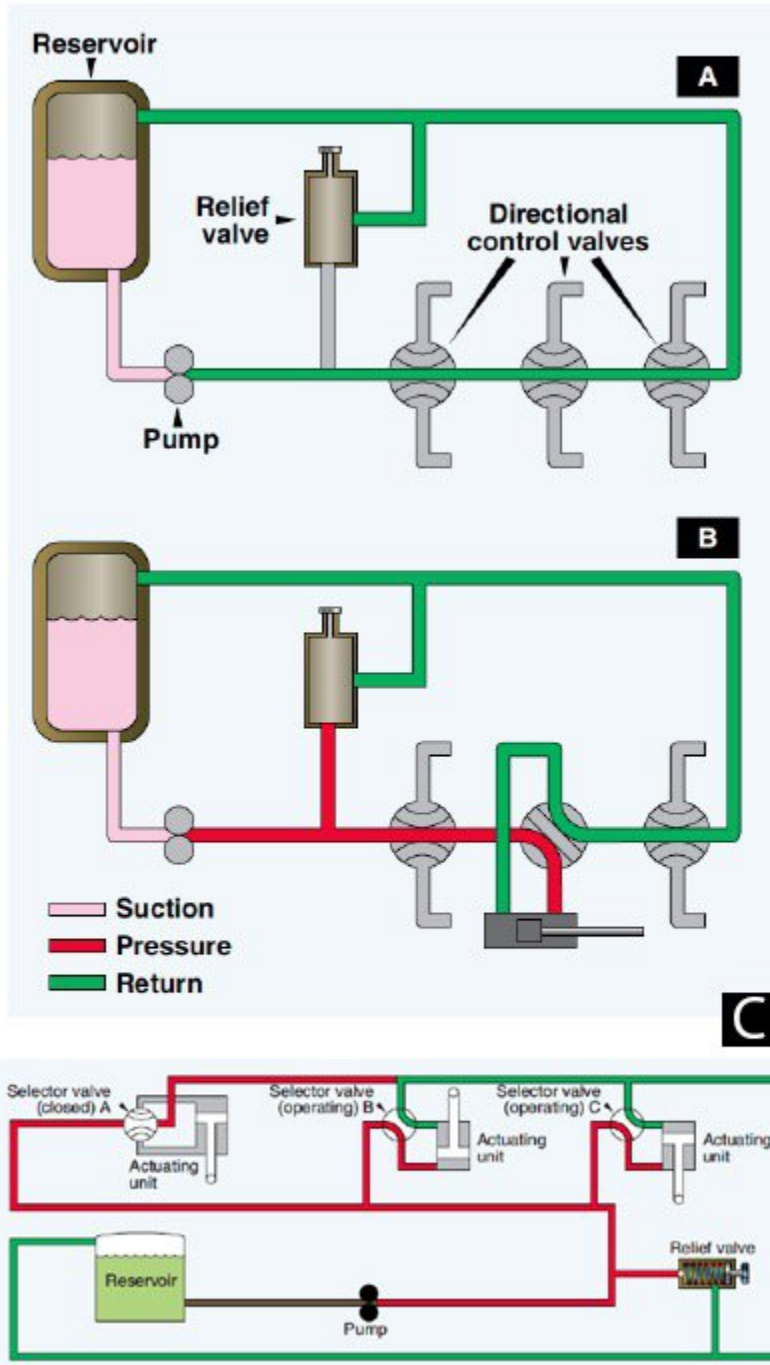 Reservoir
A
Relief
valve
Directional
control valves
Pump
B
Suction
Pressure
Return
C
Selector valve
(closed) A
Actuating
unit
Selector valve
(operating) B
Actuating
unit
Selector valve
(operating) C
Actuating
unit
Relief valve
Reservoir
Pump